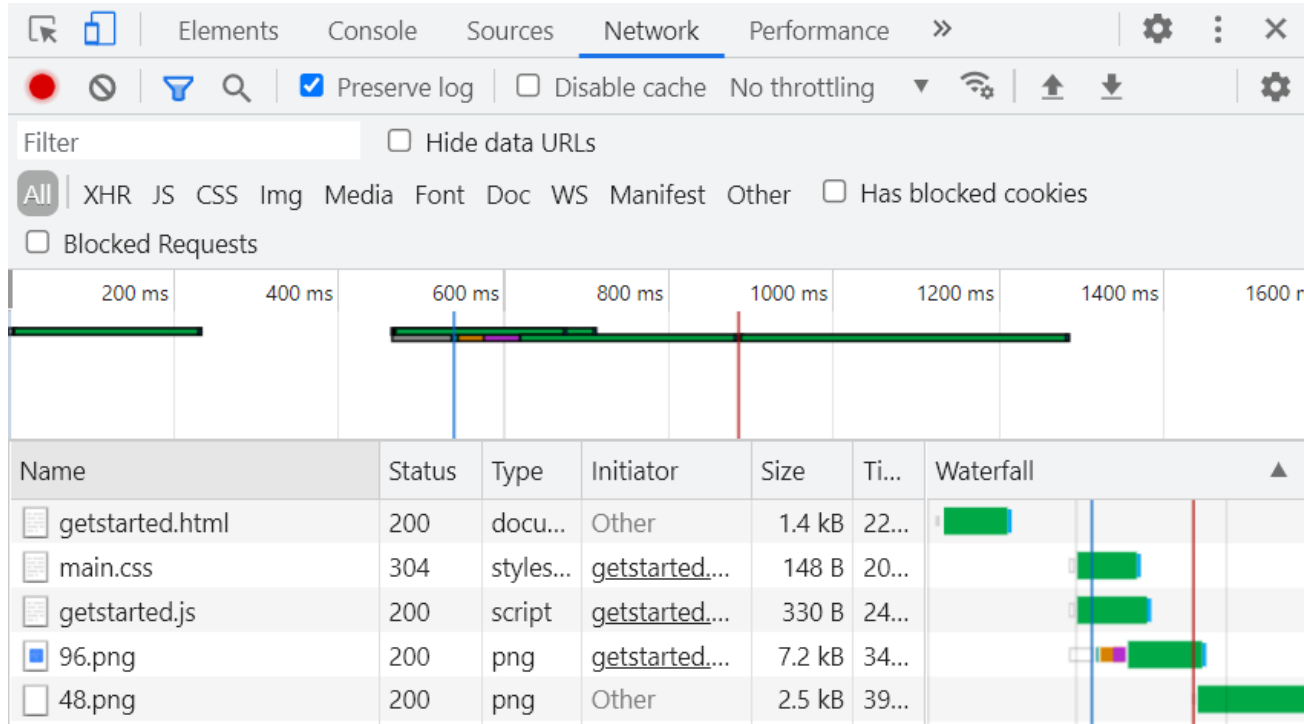 Elements Console Sources Network Performance
Preserve log Disable cache No throttling
Filter Hide data URLs
All XHR JS CSS Img Media Font Doc WS Manifest Other Has blocked cookies
Blocked Requests
200 ms 400 ms 600 ms 800 ms 1000 ms 1200 ms 1400 ms 1600 m
Name Status Type Initiator Size Ti... Waterfall
getstarted.html 200 docu... Other 1.4 kB 22...
main.css 304 styles... getstarted.... 148 B 20...
getstarted.js 200 script getstarted.... 330 B 24...
96.png 200 png getstarted.... 7.2 kB 34...
48.png 200 png Other 2.5 kB 39...